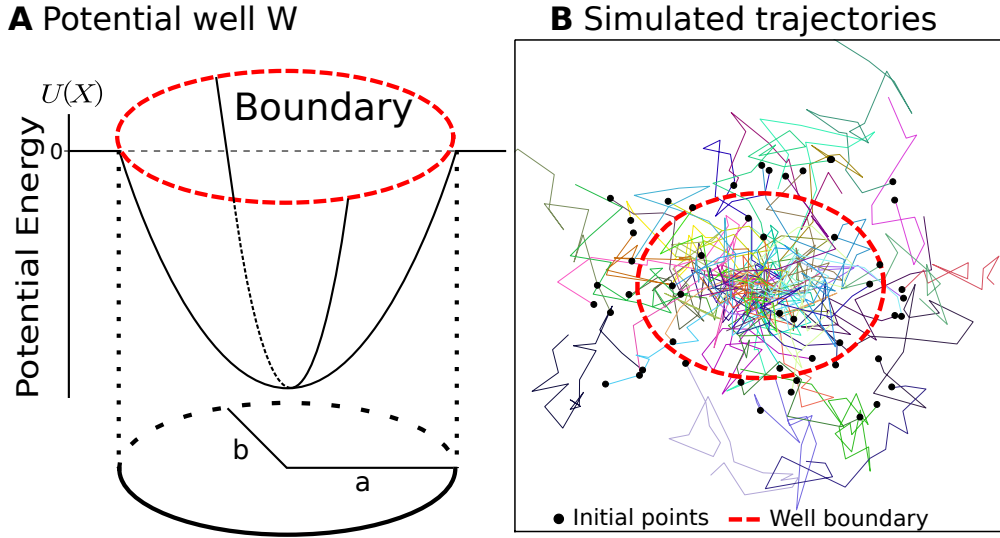 A Potential well W
U(X)
Boundary
0
Potential Energy
b
a
B Simulated trajectories
Initial points
Well boundary